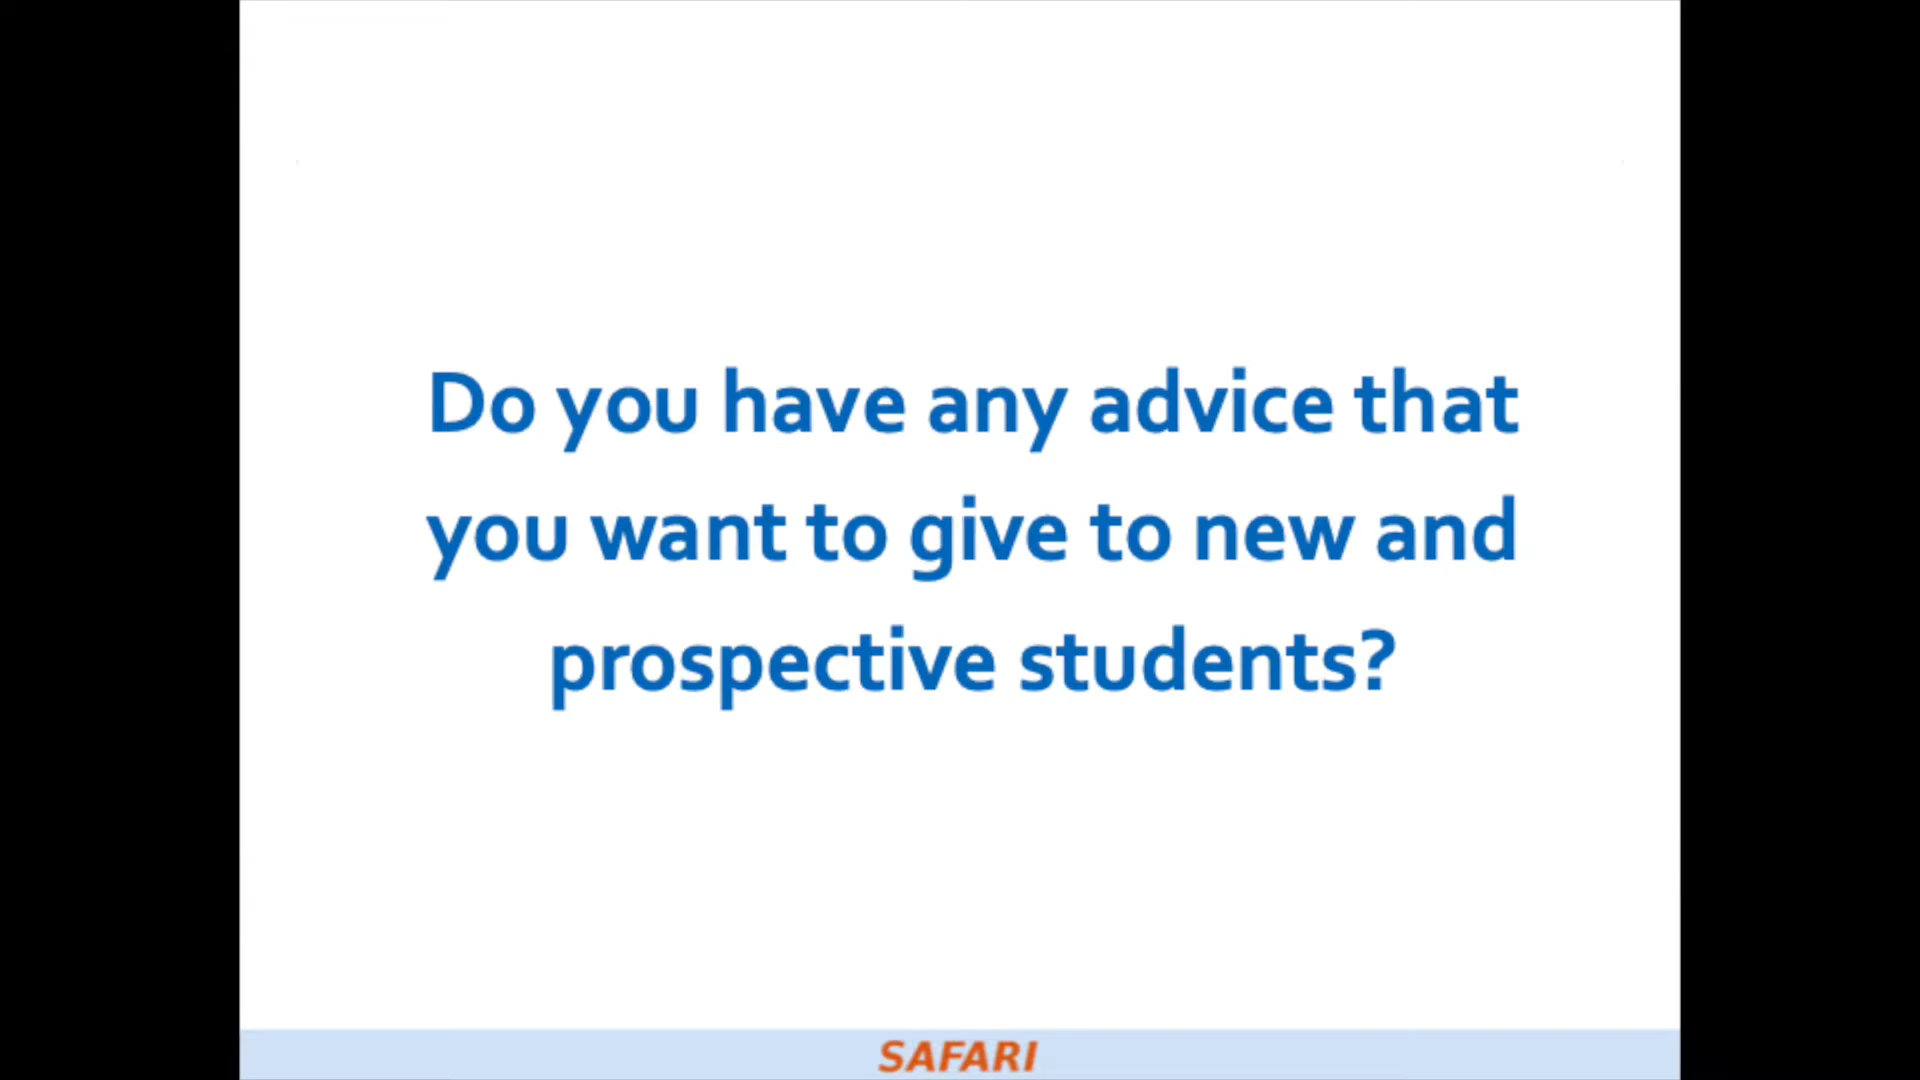 Do you have any advice that
you want to give to new and
prospective students?
SAFARI